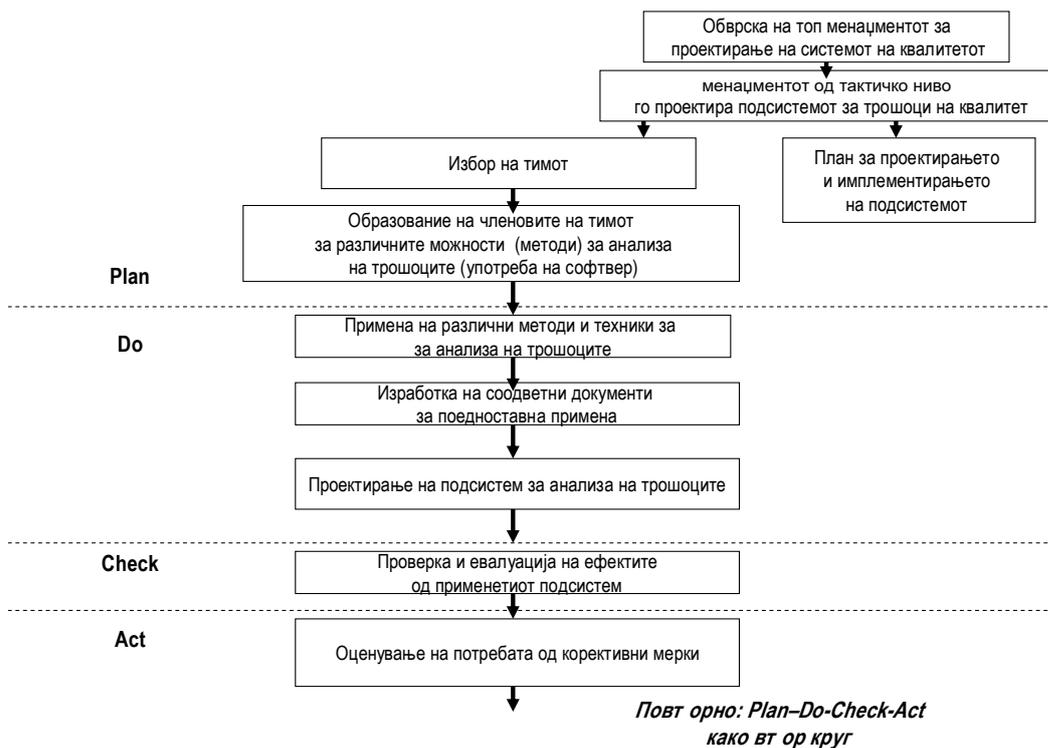 Обврска на топ менаџментот за
проектирање на системот на квалитетот
менаџментот од тактичко ниво
го проектира подсистемот за трошоци на квалитет
Избор на тимот
План за проектирањето
и имплементирањето
на подсистемот
Образование на членовите на тимот
за различните можности (методи) за анализа
на трошоците (употреба на софтвер)
Plan
Do
Примена на различни методи и техники за
за анализа на трошоците
Изработка на соодветни документи
за поедноставна примена
Проектирање на подсистем за анализа на трошоците
Check
Проверка и евалуација на ефектите
од применетиот подсистем
Act
Оценување на потребата од корективни мерки
Повт орно: Plan–Do-Check-Act
како вт ор круг